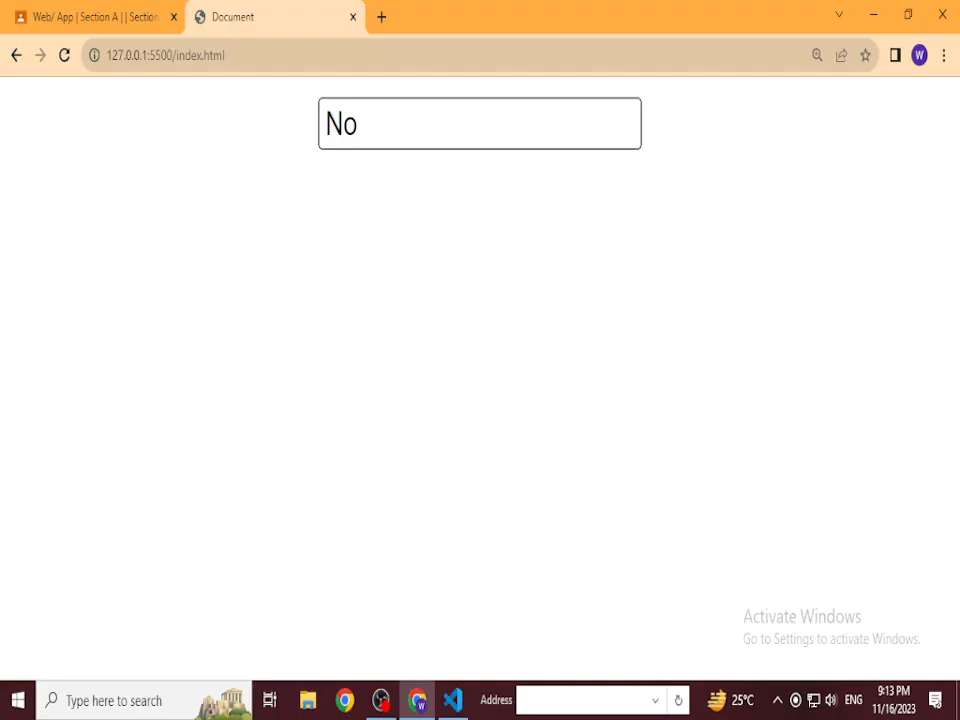 Web/ App | Section A | | Section
Document
127.0.0.1:5500/index.html
W
No
Activate Windows
Go to Settings to activate Windows.
Type here to search
W
Address
25°C
ENG
9:13 PM
11/16/2023